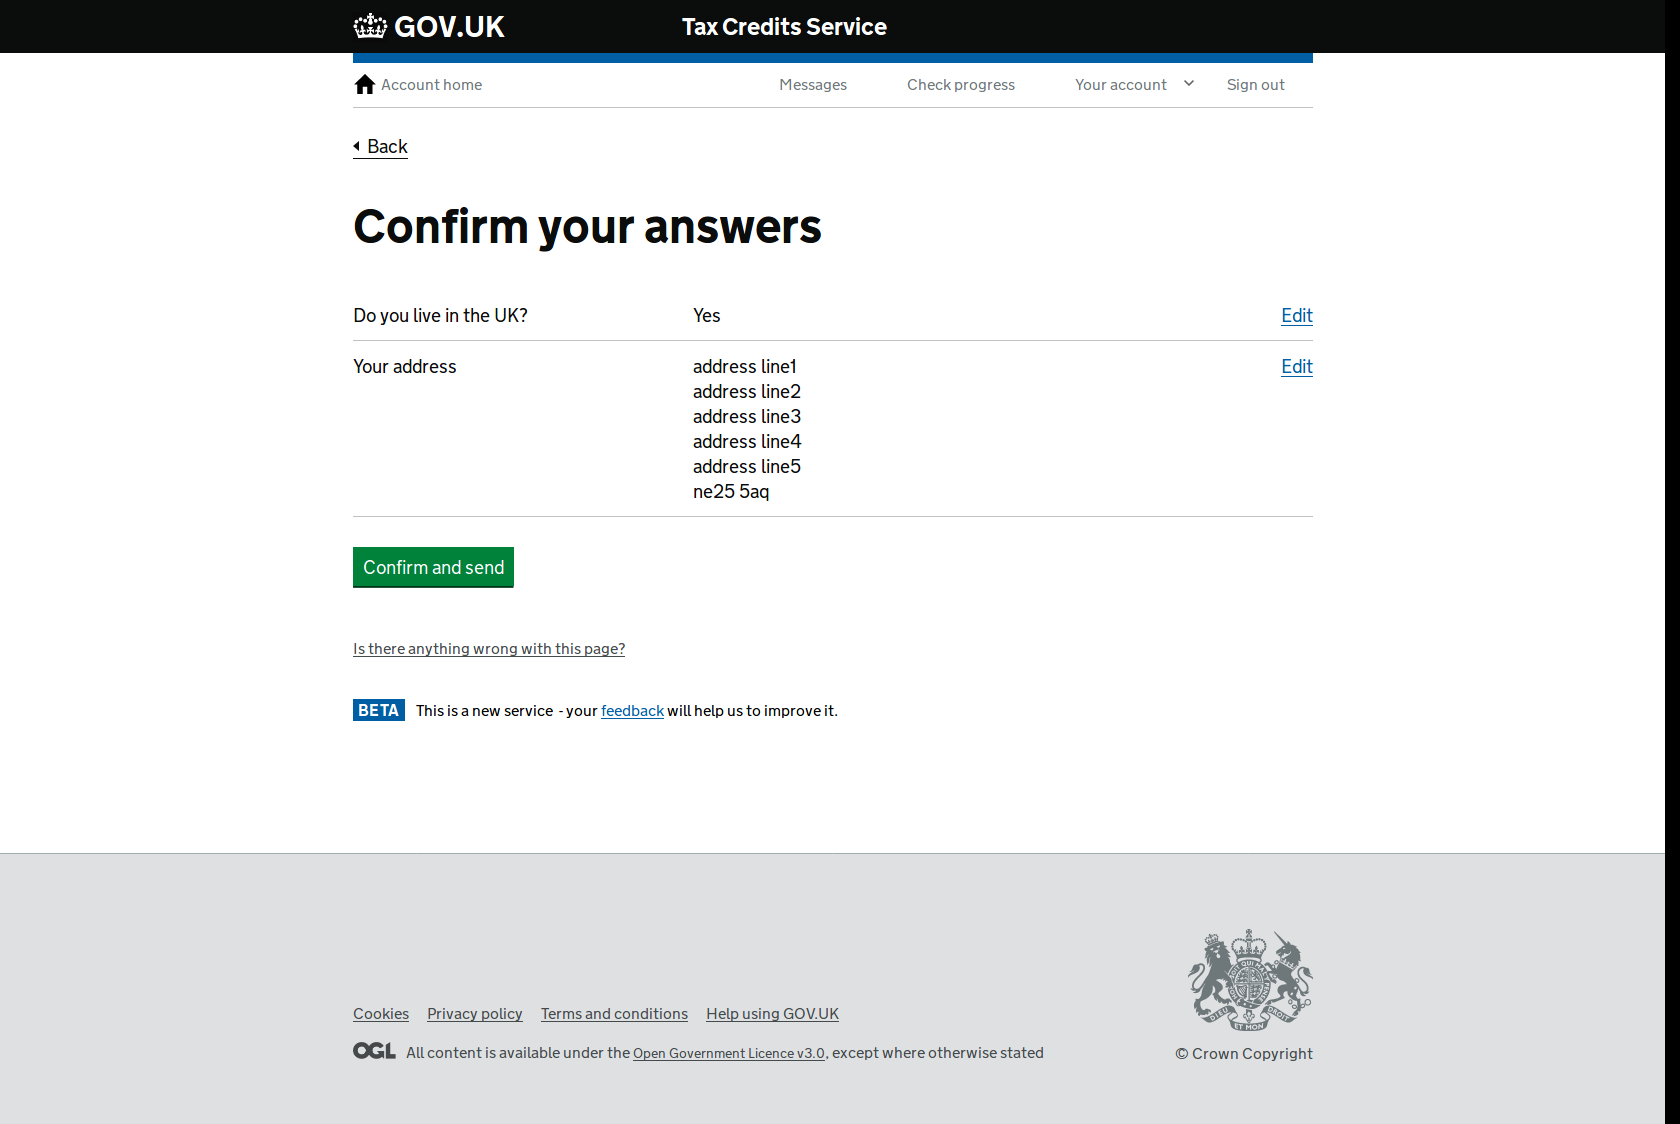 GOV.UK Tax Credits Service
Account home Messages Check progress Your account Sign out
Back
Confirm your answers
Do you live in the UK? Yes Edit
Your address address line1 Edit
address line2
address line3
address line4
address line5
ne25 5aq
Confirm and send
Is there anything wrong with this page?
BETA This is a new service - your feedback will help us to improve it.
Cookies Privacy policy Terms and conditions Help using GOV.UK
OGL All content is available under the Open Government Licence v3.0, except where otherwise stated
© Crown Copyright